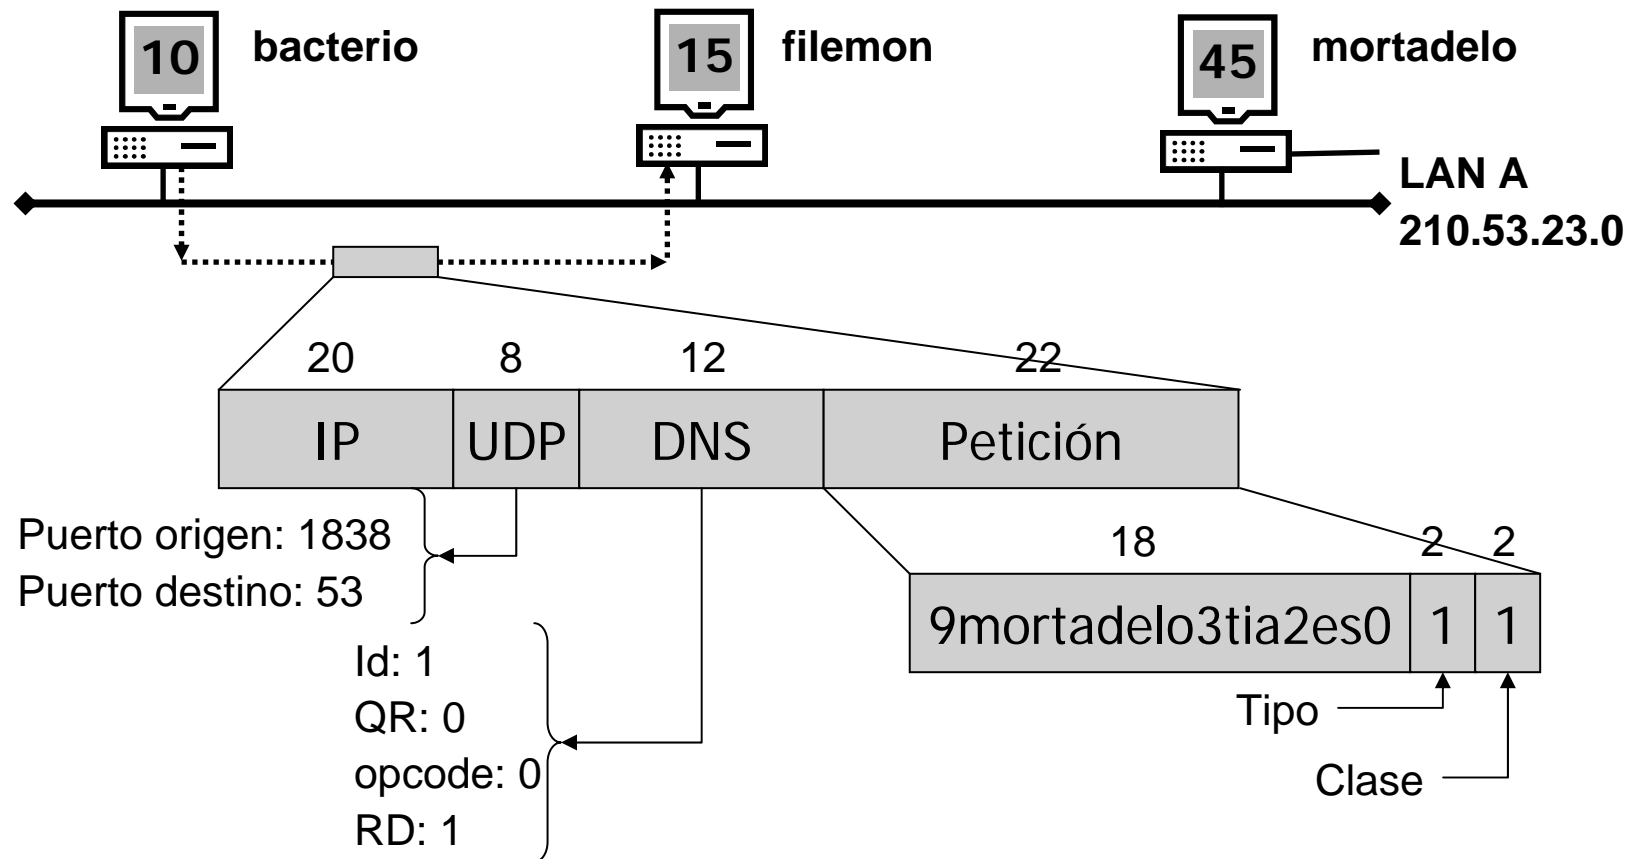 10 bacterio 15 filemon 45 mortadelo
LAN A
210.53.23.0
20 8 12 22
IP UDP DNS Petición
Puerto origen: 1838
Puerto destino: 53
18 2 2
9mortadelo3tia2es0 1 1
Id: 1
QR: 0
opcode: 0
RD: 1
Tipo
Clase